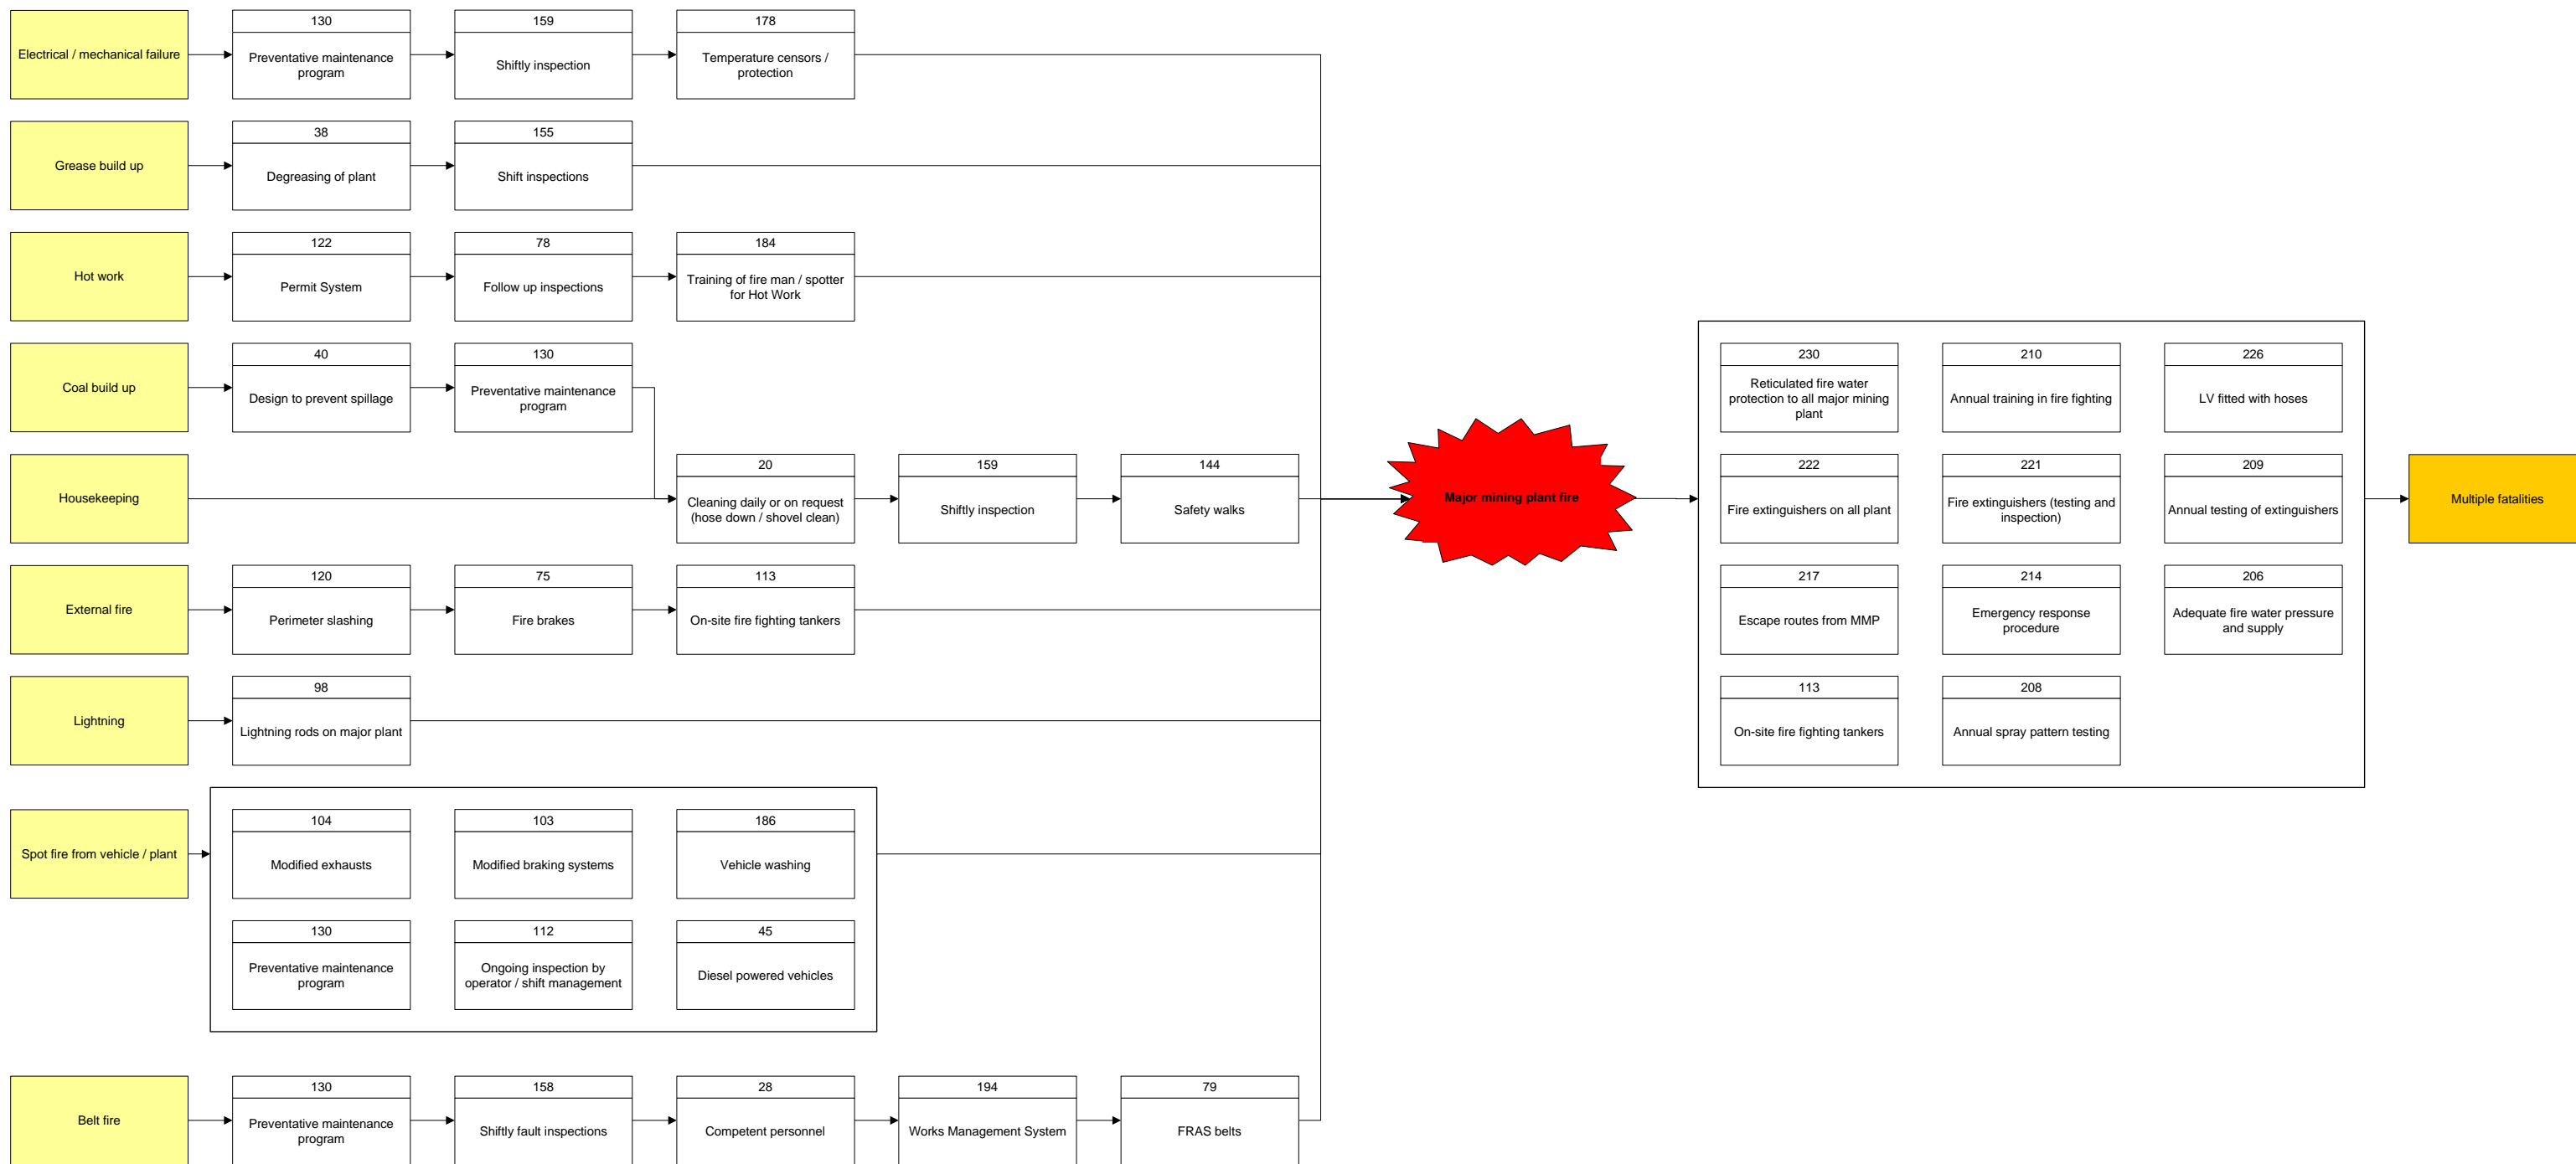 Electrical / mechanical failure
130
Preventative maintenance
program
159
Shiftly inspection
178
Temperature censors /
protection
Grease build up
38
Degreasing of plant
155
Shift inspections
Hot work
122
Permit System
78
Follow up inspections
184
Training of fire man / spotter
for Hot Work
Coal build up
40
Design to prevent spillage
130
Preventative maintenance
program
Housekeeping
20
Cleaning daily or on request
(hose down / shovel clean)
159
Shiftly inspection
144
Safety walks
External fire
120
Perimeter slashing
75
Fire brakes
113
On-site fire fighting tankers
Lightning
98
Lightning rods on major plant
Spot fire from vehicle / plant
104
Modified exhausts
103
Modified braking systems
186
Vehicle washing
130
Preventative maintenance
program
112
Ongoing inspection by
operator / shift management
45
Diesel powered vehicles
Belt fire
130
Preventative maintenance
program
158
Shiftly fault inspections
28
Competent personnel
194
Works Management System
79
FRAS belts
Major mining plant fire
230
Reticulated fire water
protection to all major mining
plant
210
Annual training in fire fighting
226
LV fitted with hoses
222
Fire extinguishers on all plant
221
Fire extinguishers (testing and
inspection)
209
Annual testing of extinguishers
217
Escape routes from MMP
214
Emergency response
procedure
206
Adequate fire water pressure
and supply
113
On-site fire fighting tankers
208
Annual spray pattern testing
Multiple fatalities